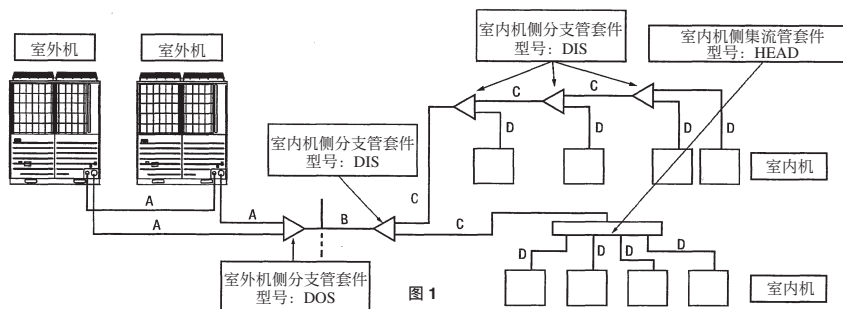 室外机
室外机
室内机侧分支管套件
型号：DIS
室内机侧集流管套件
型号：HEAD
C
C
D
D
D
D
室内机
室内机侧分支管套件
型号：DIS
C
A
A
A
B
C
D
D
D
D
室外机侧分支管套件
型号：DOS
图 1
室内机